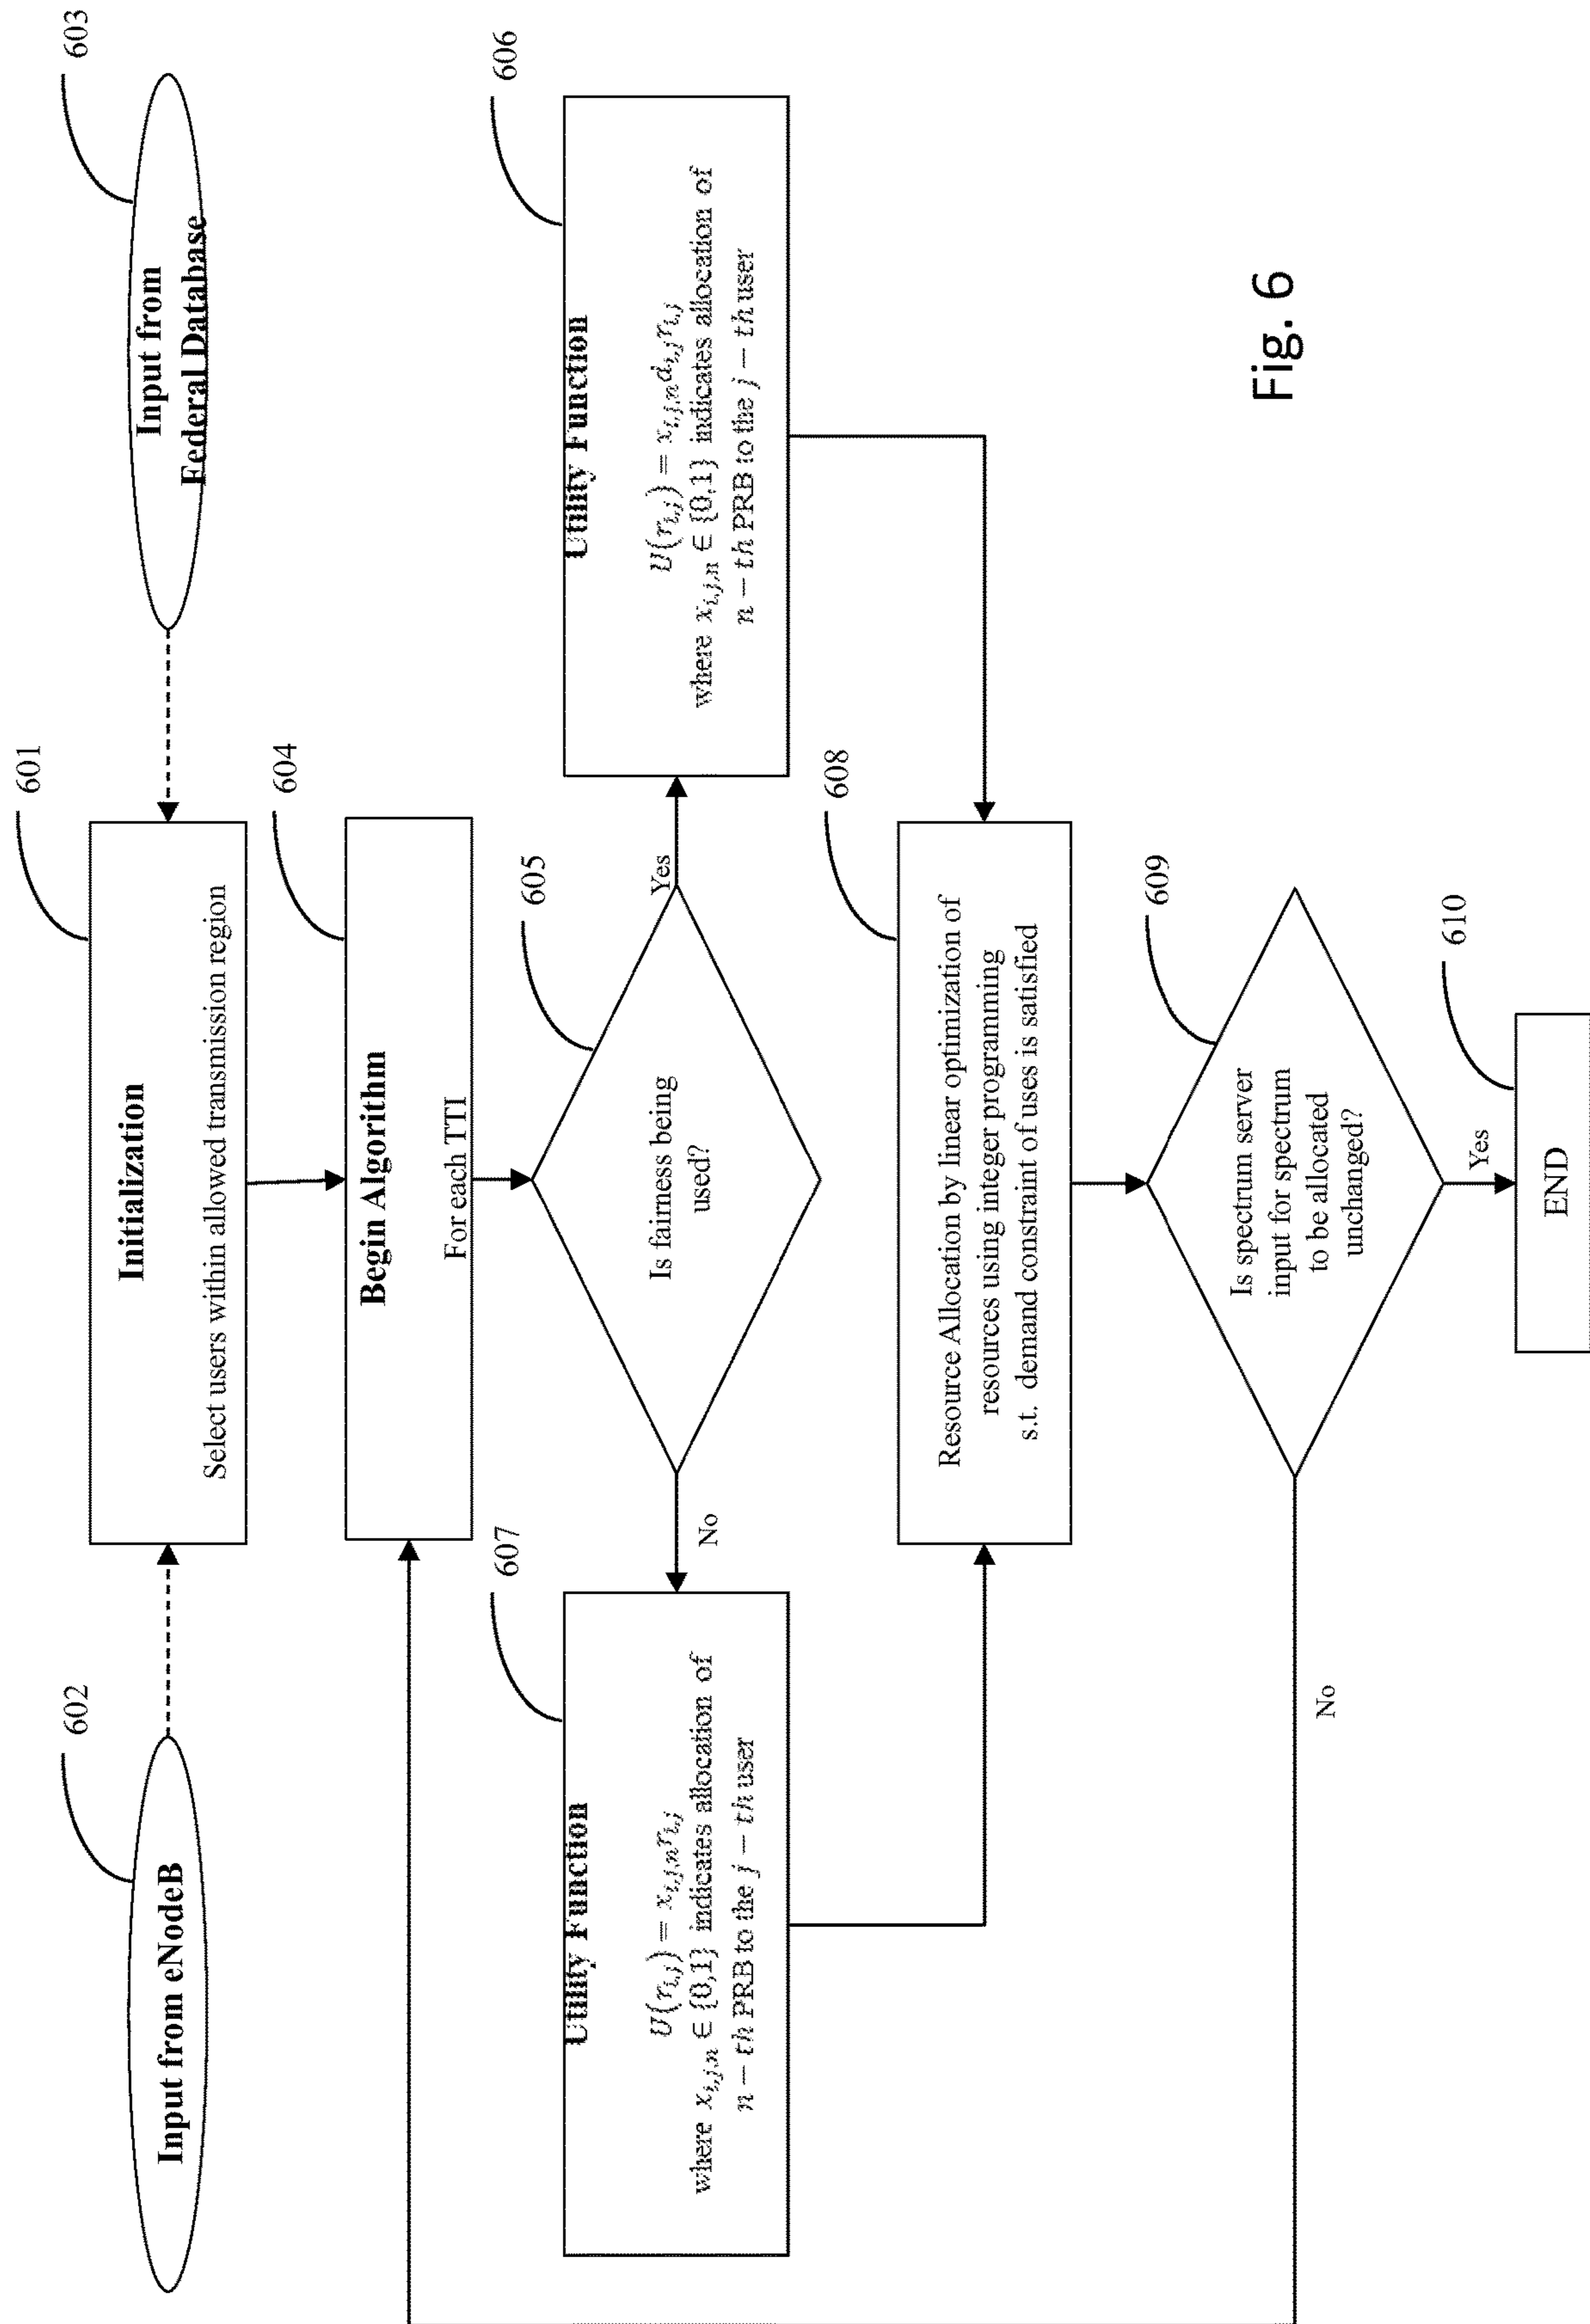 602
Input from eNodeB
601
Initialization
Select users within allowed transmission region
603
Input from
Federal Database
604
Begin Algorithm
For each TTI
605
Is fairness being
used?
No
Yes
607
Utility Function
U(r_{i,j}) = x_{i,j,n}r_{i,j}
where x_{i,j,n} ∈ {0,1} indicates allocation of
n − th PRB to the j − th user
606
Utility Function
U(r_{i,j}) = x_{i,j,n}d_{i,j}r_{i,j}
where x_{i,j,n} ∈ {0,1} indicates allocation of
n − th PRB to the j − th user
608
Resource Allocation by linear optimization of
resources using integer programming
s.t. demand constraint of uses is satisfied
609
Is spectrum server
input for spectrum
to be allocated
unchanged?
No
Yes
610
END
Fig. 6